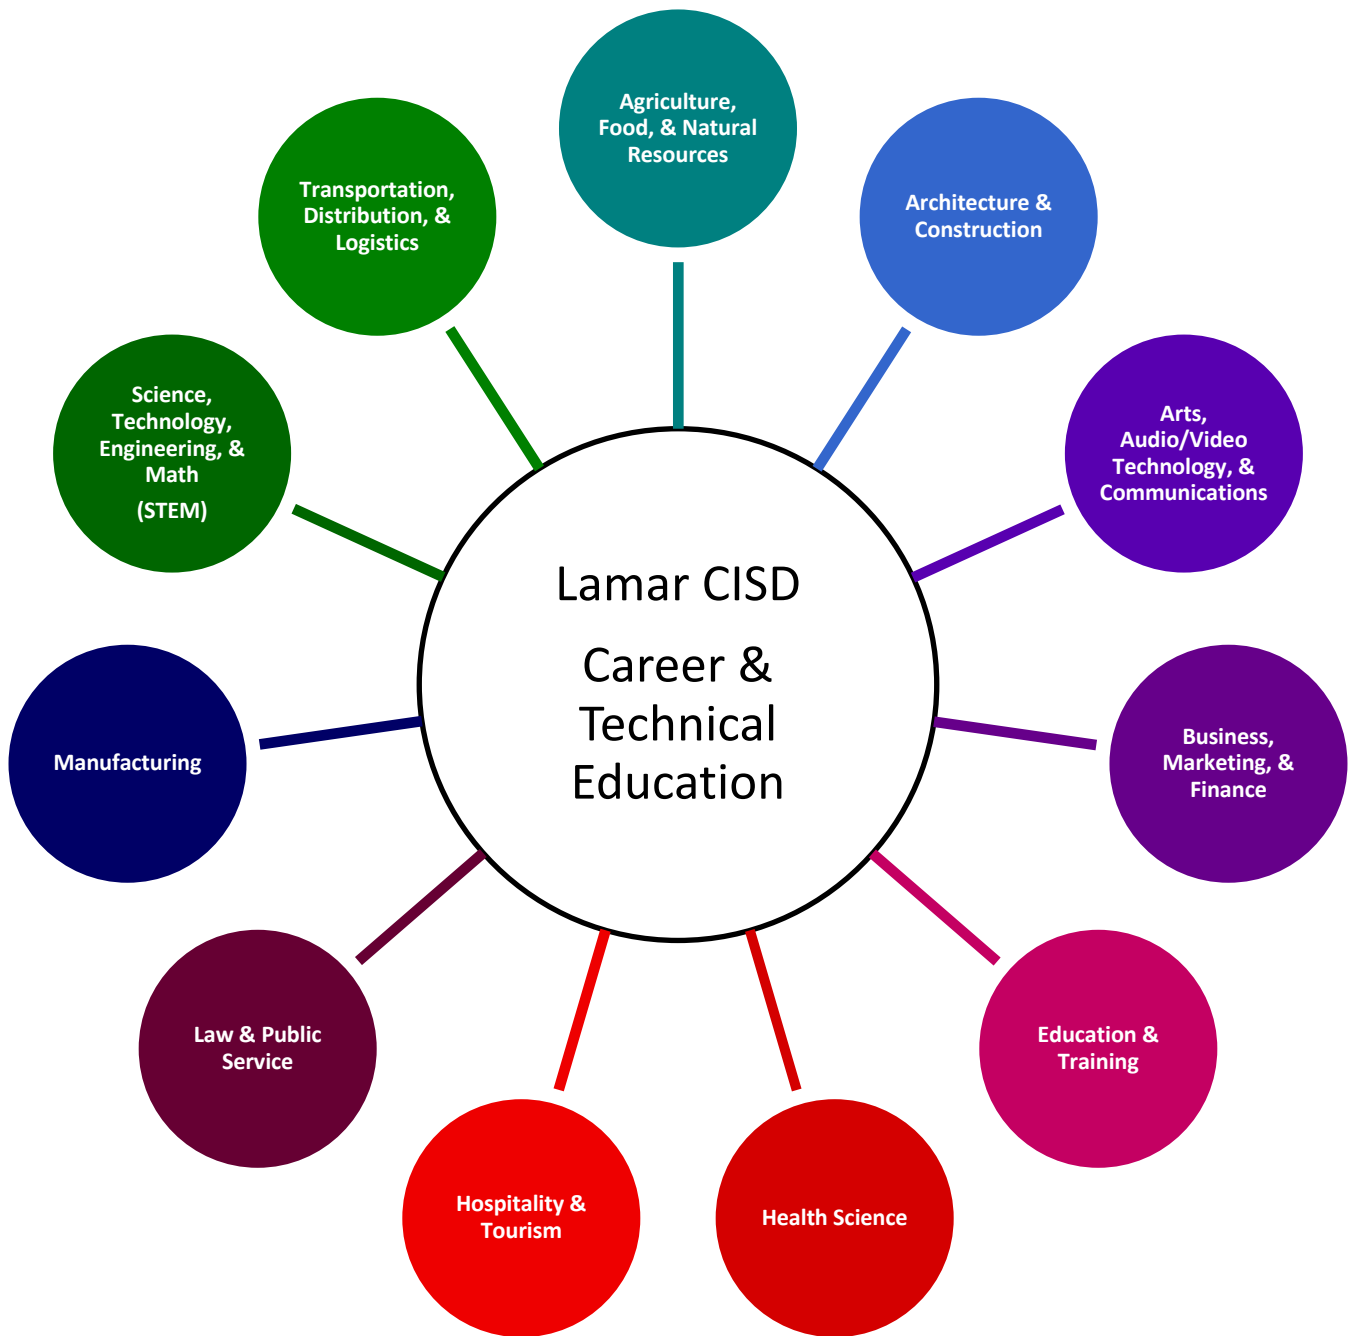 Agriculture,
Food, & Natural
Resources
Architecture &
Construction
Arts,
Audio/Video
Technology, &
Communications
Business,
Marketing, &
Finance
Education &
Training
Health Science
Hospitality &
Tourism
Law & Public
Service
Manufacturing
Science,
Technology,
Engineering, &
Math
(STEM)
Transportation,
Distribution, &
Logistics
Lamar CISD
Career &
Technical
Education